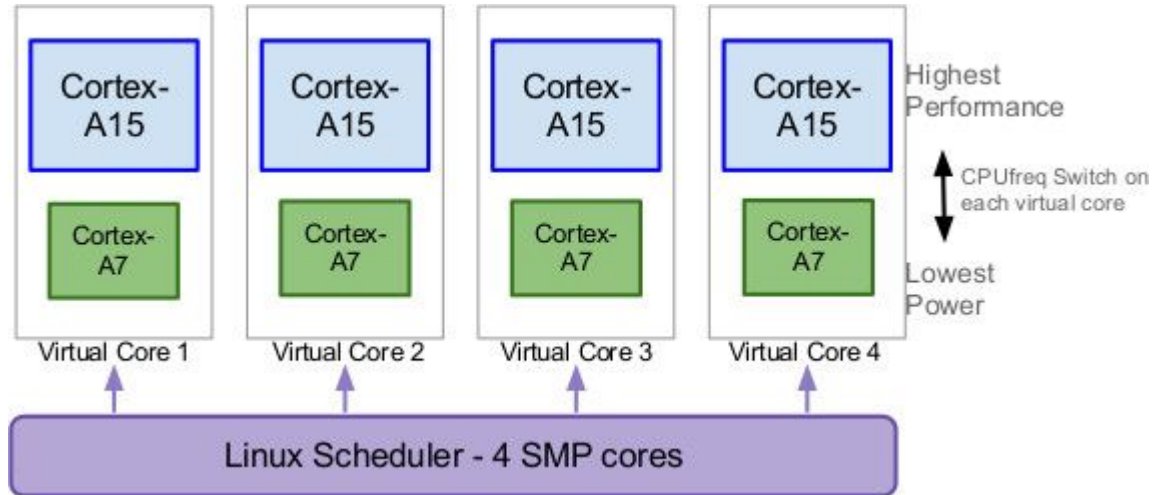 Cortex-
A15
Cortex-
A15
Cortex-
A15
Cortex-
A15
Highest
Performance
CPUfreq Switch on
each virtual core
Cortex-
A7
Cortex-
A7
Cortex-
A7
Cortex-
A7
Lowest
Power
Virtual Core 1
Virtual Core 2
Virtual Core 3
Virtual Core 4
Linux Scheduler - 4 SMP cores